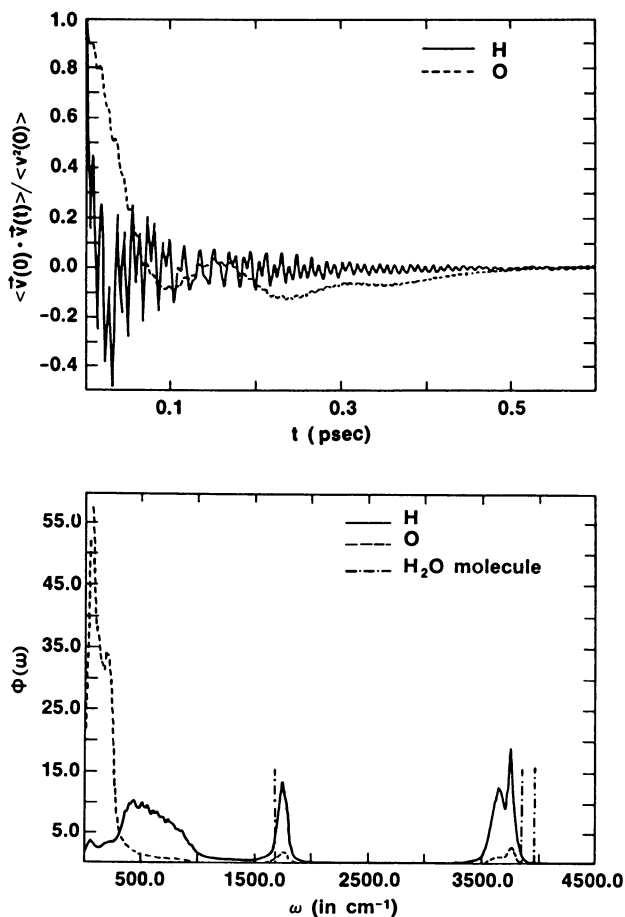 1.0
0.8
0.6
0.4
0.2
0.0
−0.2
−0.4
<v⃗(0) · v⃗(t)>/<v²(0)>
H
O
0.1 0.3 0.5
t (psec)
55.0
45.0
35.0
25.0
15.0
5.0
Φ(ω)
H
O
H₂O molecule
500.0 1500.0 2500.0 3500.0 4500.0
ω (in cm⁻¹)